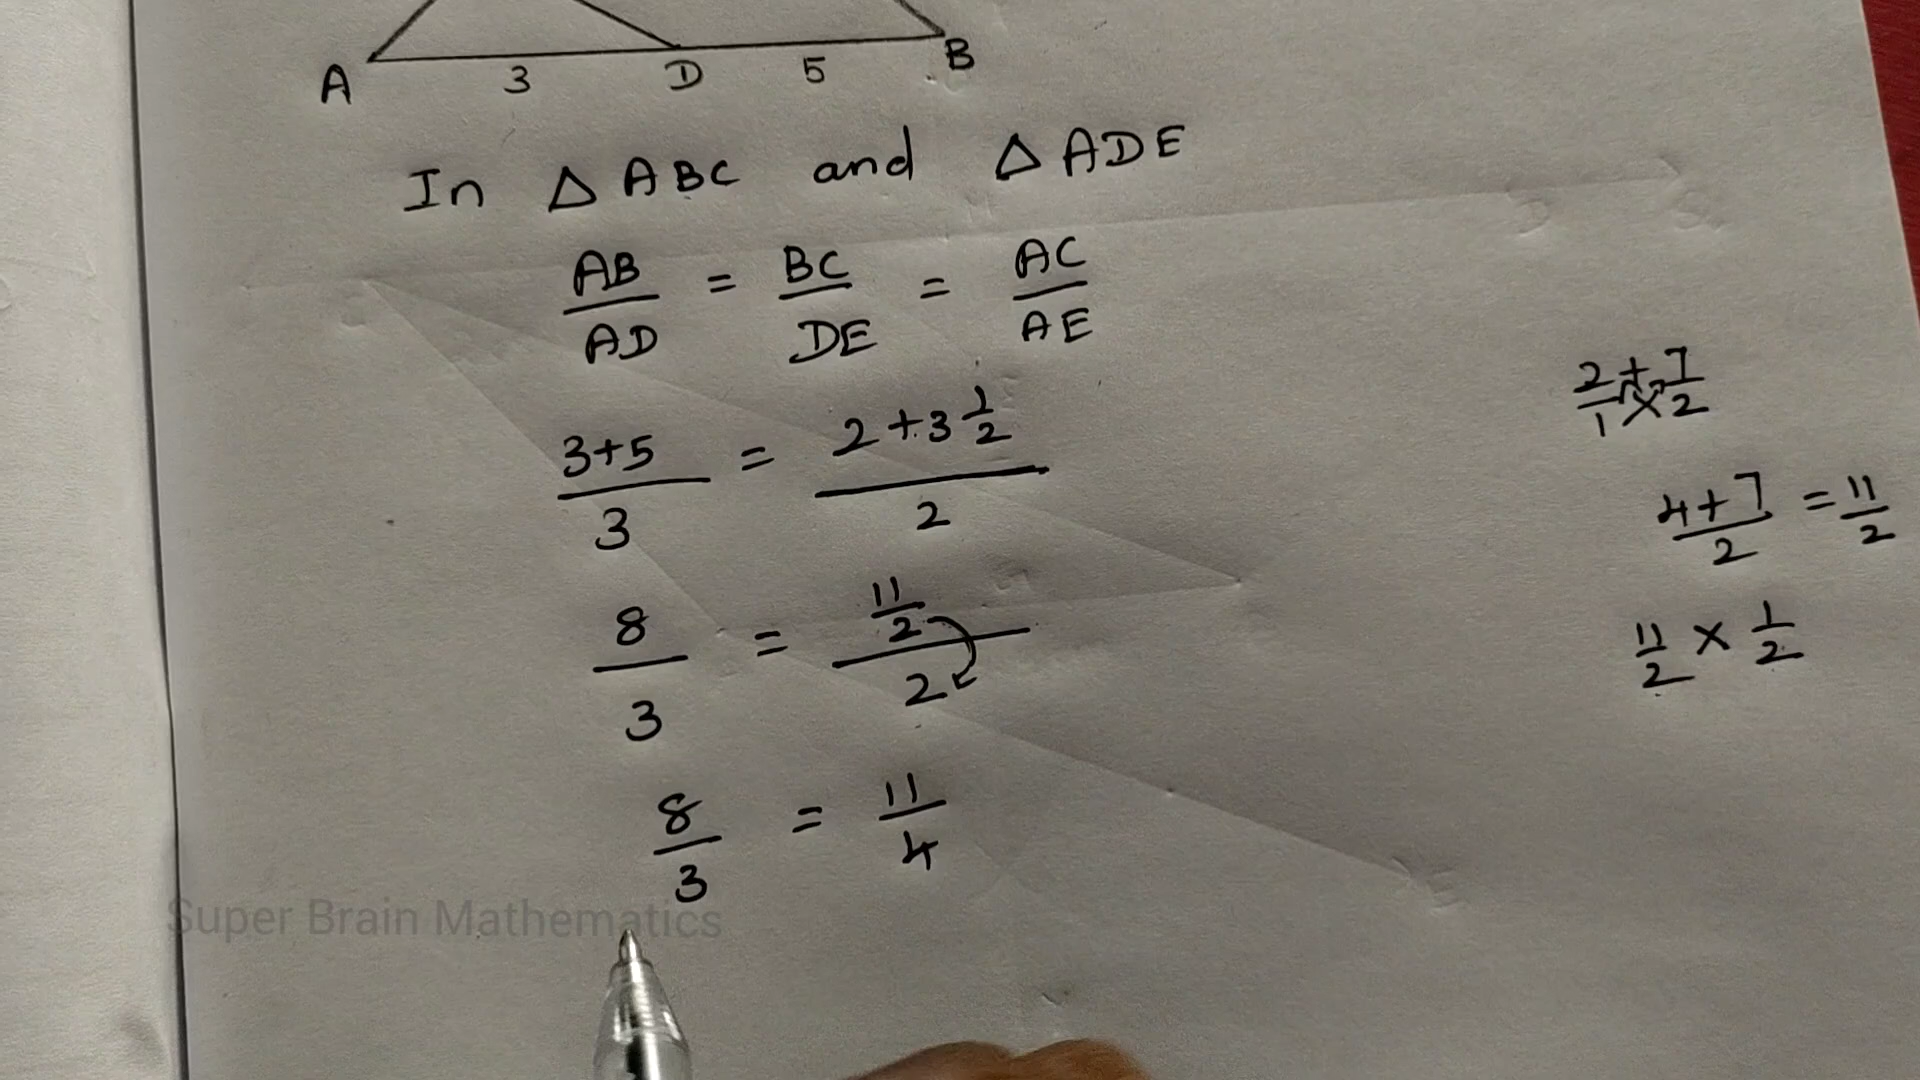 A 3 D 5 B
In △ ABC and △ ADE
AB/AD = BC/DE = AC/AE
2/1 + 7/2
(3+5)/3 = (2+3 1/2)/2
(4+7)/2 = 11/2
8/3 = (11/2)/2
11/2 × 1/2
8/3 = 11/4
Super Brain Mathematics